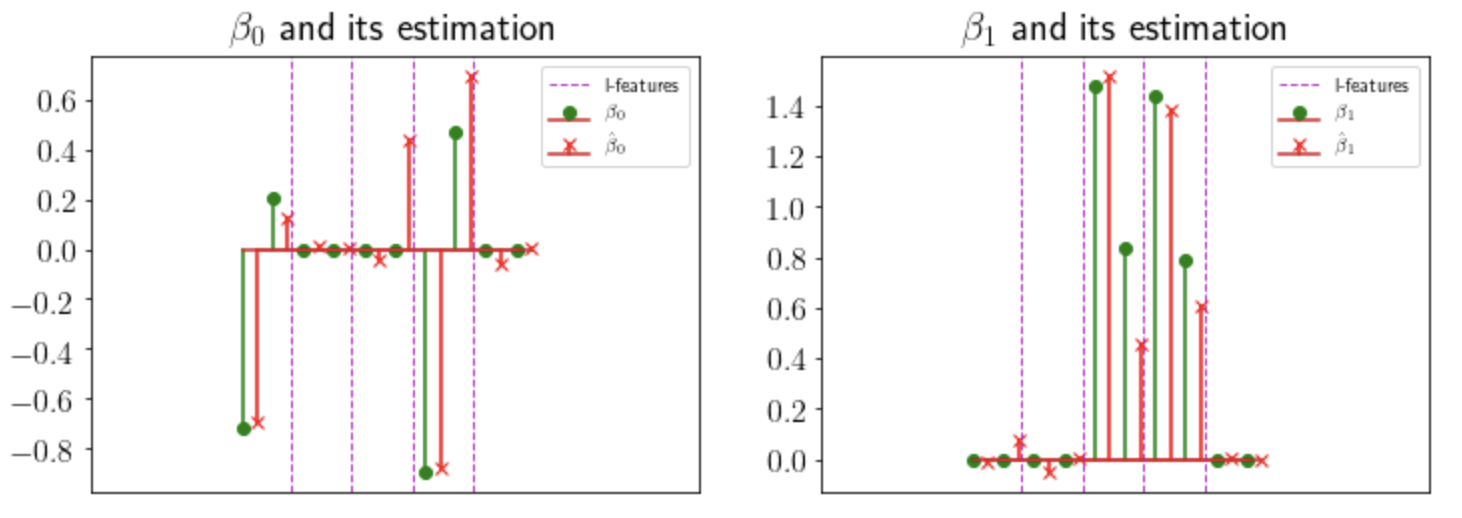 β₀ and its estimation
0.6
0.4
0.2
0.0
−0.2
−0.4
−0.6
−0.8
l-features
β₀
β̂₀
β₁ and its estimation
1.4
1.2
1.0
0.8
0.6
0.4
0.2
0.0
l-features
β₁
β̂₁